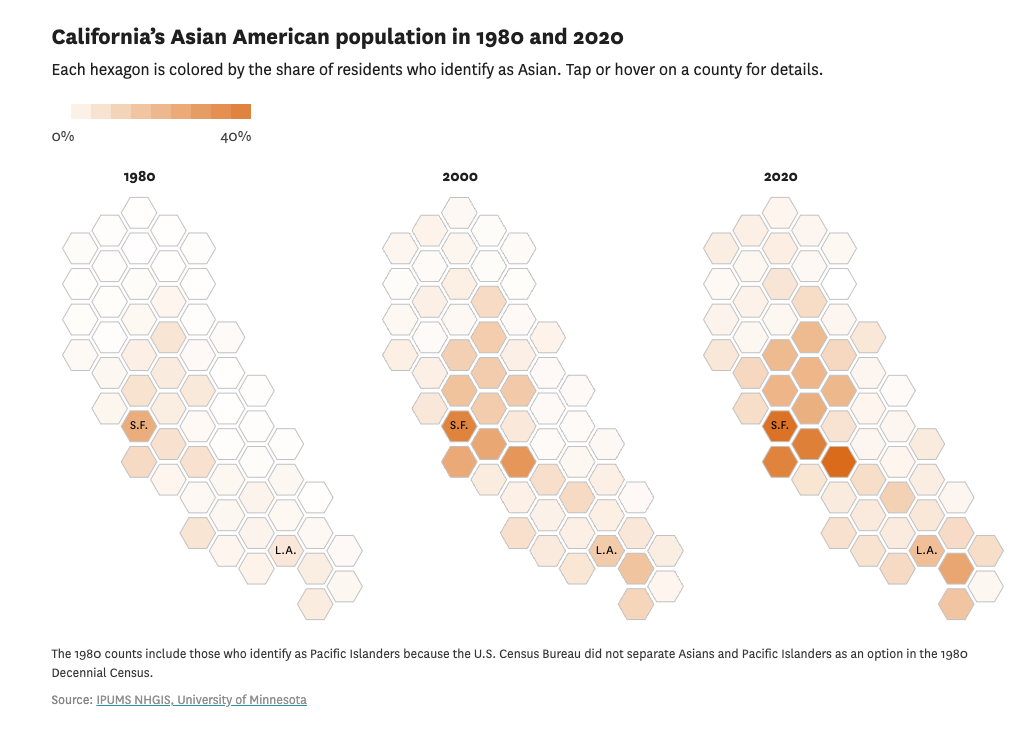 California’s Asian American population in 1980 and 2020
Each hexagon is colored by the share of residents who identify as Asian. Tap or hover on a county for details.
0% 40%
1980 2000 2020
S.F. S.F. S.F.
L.A. L.A. L.A.
The 1980 counts include those who identify as Pacific Islanders because the U.S. Census Bureau did not separate Asians and Pacific Islanders as an option in the 1980
Decennial Census.
Source: IPUMS NHGIS, University of Minnesota